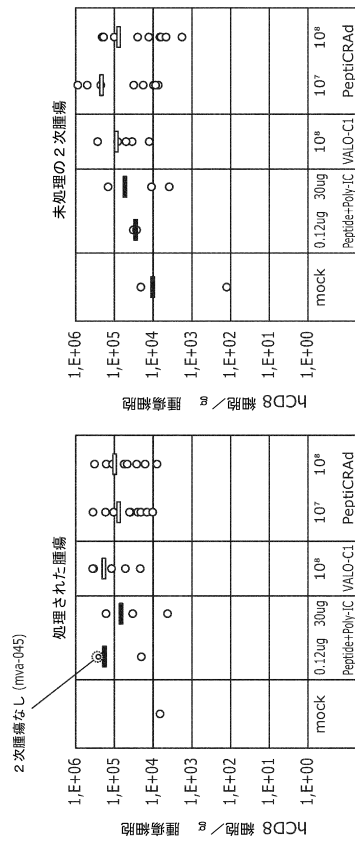 2次腫瘍なし (mva-045)
処理された腫瘍
hCD8 細胞/g 腫瘍細胞
1,E+06
1,E+05
1,E+04
1,E+03
1,E+02
1,E+01
1,E+00
mock
0.12ug 30ug
Peptide+Poly-IC
10⁸
VALO-C1
10⁷ 10⁸
PeptiCRAd
未処理の2次腫瘍
hCD8 細胞/g 腫瘍細胞
1,E+06
1,E+05
1,E+04
1,E+03
1,E+02
1,E+01
1,E+00
mock
0.12ug 30ug
Peptide+Poly-IC
10⁸
VALO-C1
10⁷ 10⁸
PeptiCRAd